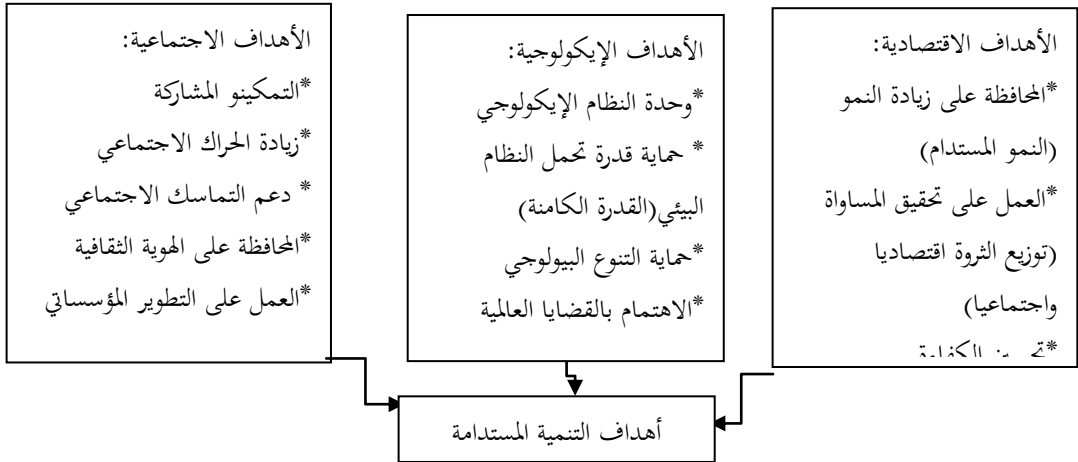 الأهداف الاقتصادية:
*المحافظة على زيادة النمو
(النمو المستدام)
*العمل على تحقيق المساواة
(توزيع الثروة اقتصاديا
واجتماعيا)
*تحسين الكفاءة
الأهداف الإيكولوجية:
*وحدة النظام الإيكولوجي
* حماية قدرة تحمل النظام
البيئي(القدرة الكامنة)
*حماية التنوع البيولوجي
*الاهتمام بالقضايا العالمية
الأهداف الاجتماعية:
*التمكينو المشاركة
*زيادة الحراك الاجتماعي
* دعم التماسك الاجتماعي
*المحافظة على الهوية الثقافية
*العمل على التطوير المؤسساتي
أهداف التنمية المستدامة